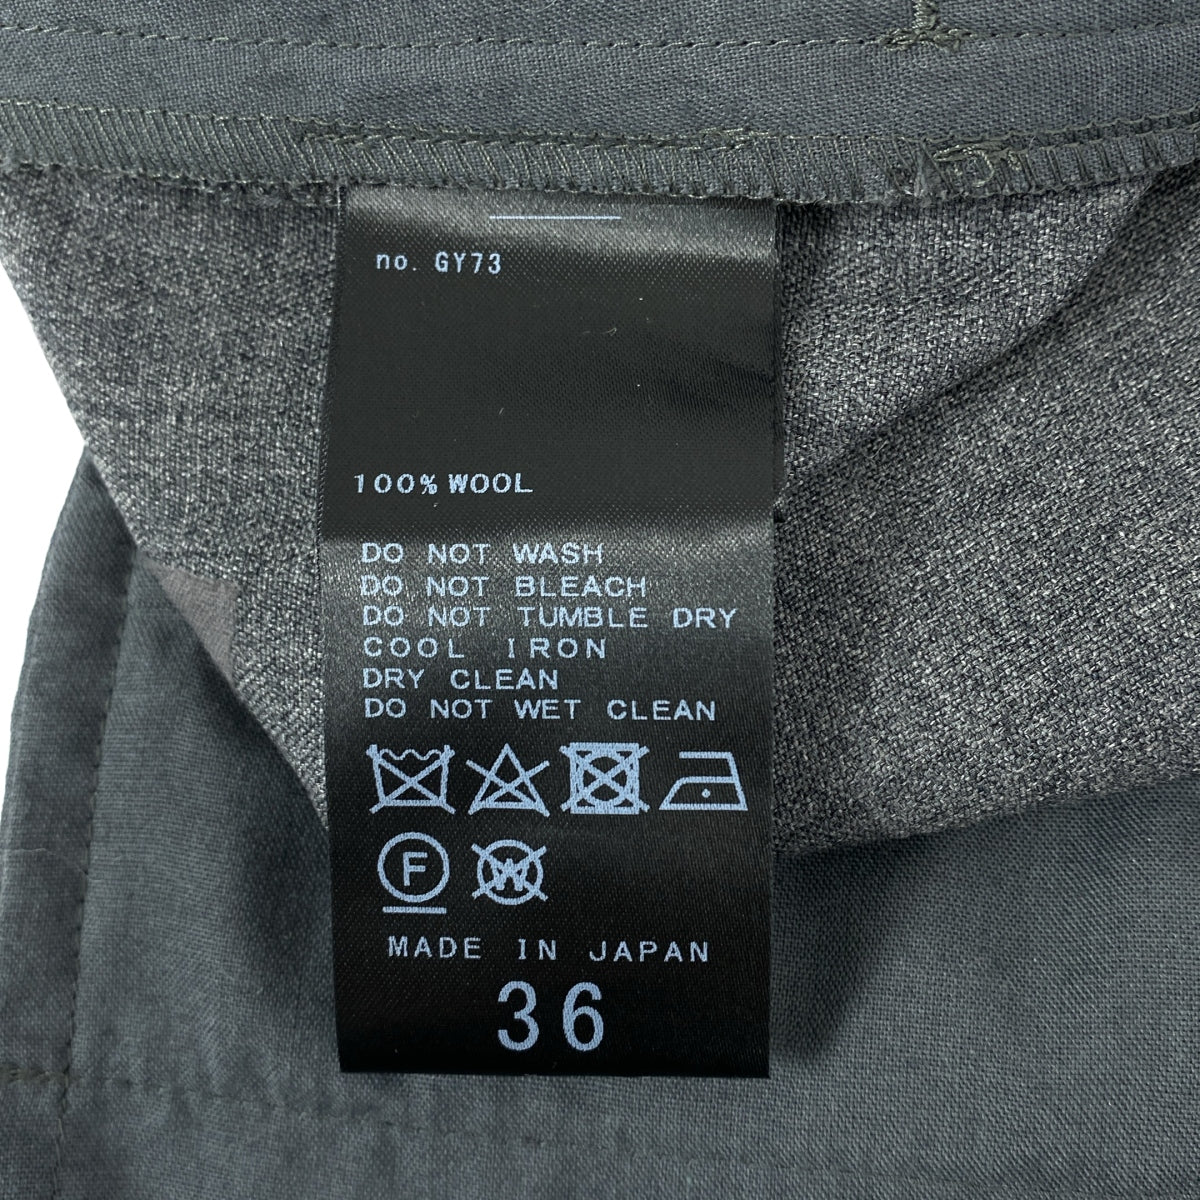 no. GY73
100% WOOL
DO NOT WASH
DO NOT BLEACH
DO NOT TUMBLE DRY
COOL IRON
DRY CLEAN
DO NOT WET CLEAN
F W
MADE IN JAPAN
36